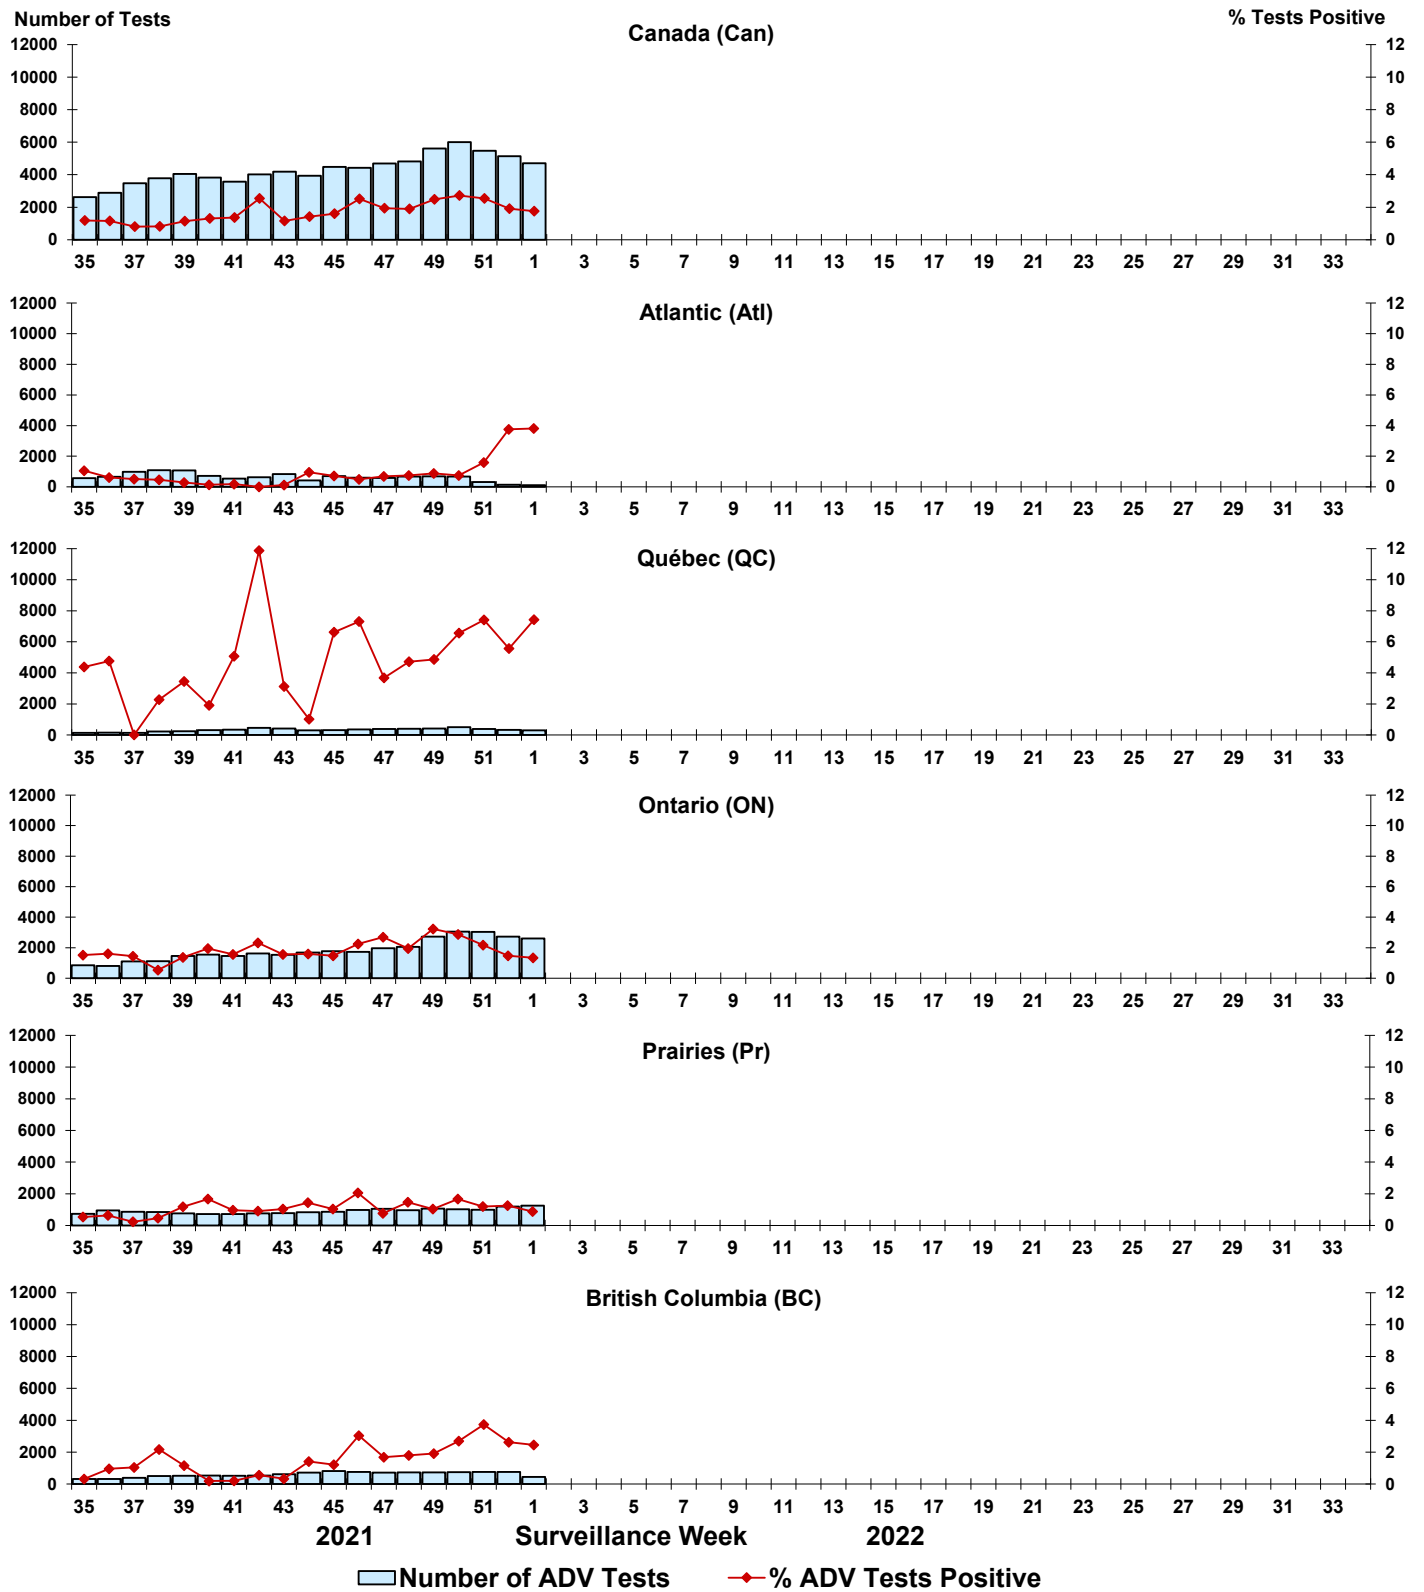 Number of Tests % Tests Positive
Canada (Can)
12000 12
10000 10
8000 8
6000 6
4000 4
2000 2
0 0
35 37 39 41 43 45 47 49 51 1 3 5 7 9 11 13 15 17 19 21 23 25 27 29 31 33
Atlantic (Atl)
12000 12
10000 10
8000 8
6000 6
4000 4
2000 2
0 0
35 37 39 41 43 45 47 49 51 1 3 5 7 9 11 13 15 17 19 21 23 25 27 29 31 33
Québec (QC)
12000 12
10000 10
8000 8
6000 6
4000 4
2000 2
0 0
35 37 39 41 43 45 47 49 51 1 3 5 7 9 11 13 15 17 19 21 23 25 27 29 31 33
Ontario (ON)
12000 12
10000 10
8000 8
6000 6
4000 4
2000 2
0 0
35 37 39 41 43 45 47 49 51 1 3 5 7 9 11 13 15 17 19 21 23 25 27 29 31 33
Prairies (Pr)
12000 12
10000 10
8000 8
6000 6
4000 4
2000 2
0 0
35 37 39 41 43 45 47 49 51 1 3 5 7 9 11 13 15 17 19 21 23 25 27 29 31 33
British Columbia (BC)
12000 12
10000 10
8000 8
6000 6
4000 4
2000 2
0 0
35 37 39 41 43 45 47 49 51 1 3 5 7 9 11 13 15 17 19 21 23 25 27 29 31 33
2021 Surveillance Week 2022
Number of ADV Tests % ADV Tests Positive